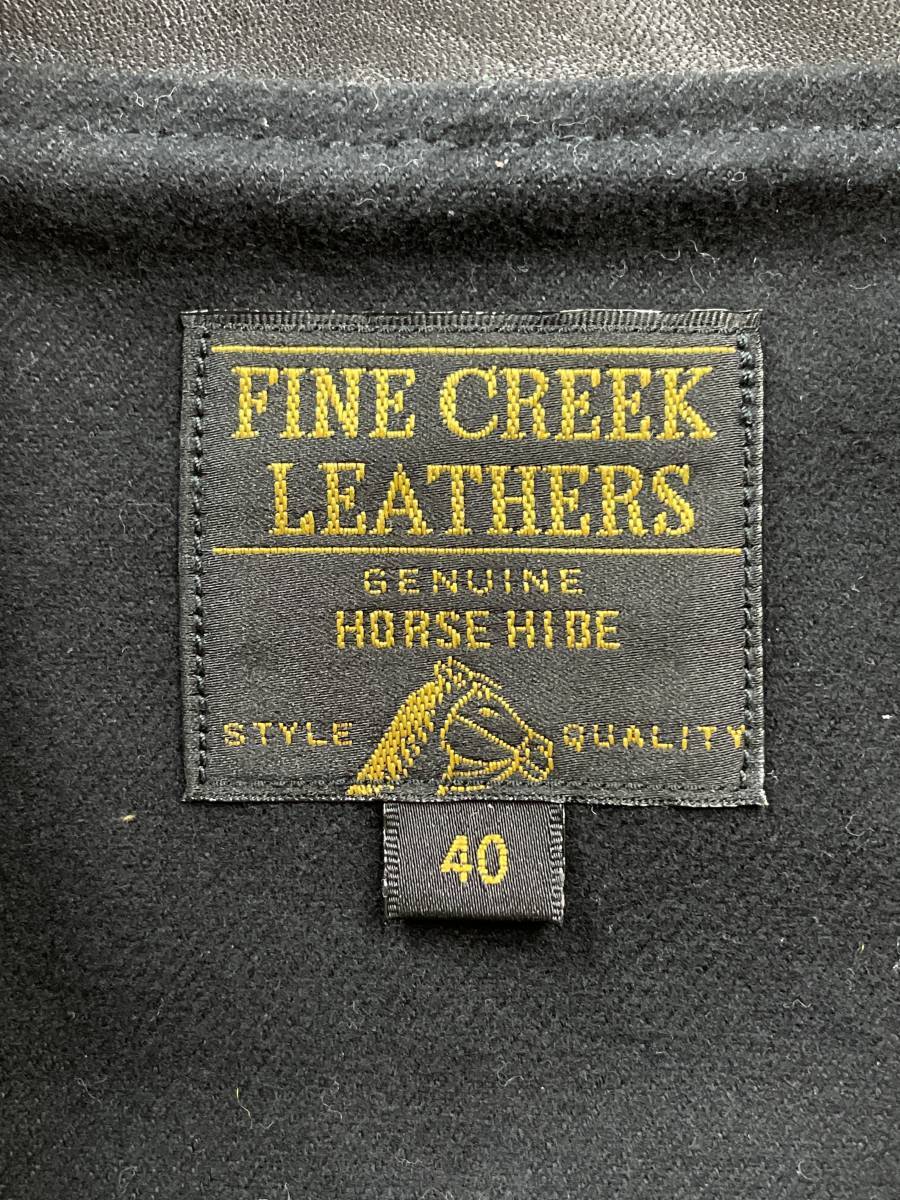 FINE CREEK
LEATHERS
GENUINE
HORSE HIDE
STYLE QUALITY
40